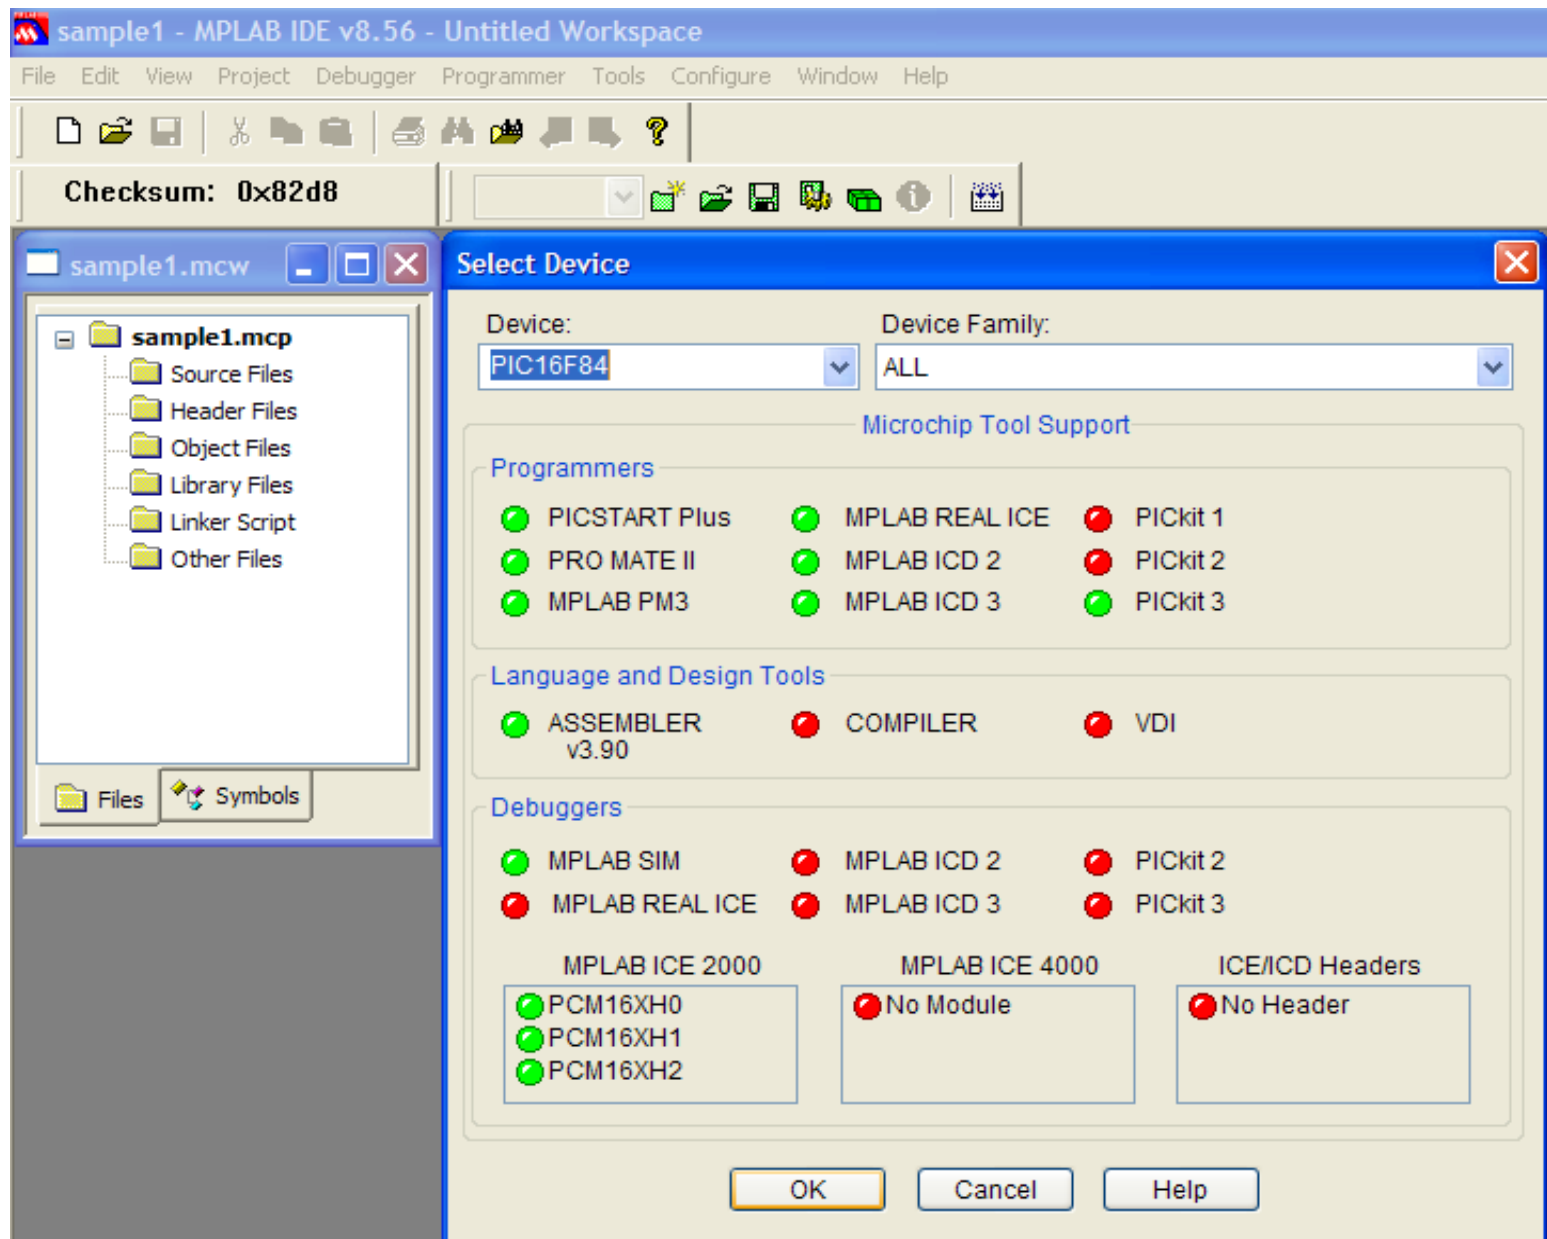 sample1 - MPLAB IDE v8.56 - Untitled Workspace
File Edit View Project Debugger Programmer Tools Configure Window Help
Checksum: 0x82d8
sample1.mcw
sample1.mcp
Source Files
Header Files
Object Files
Library Files
Linker Script
Other Files
Files Symbols
Select Device
Device: Device Family:
PIC16F84 ALL
Microchip Tool Support
Programmers
PICSTART Plus MPLAB REAL ICE PICkit 1
PRO MATE II MPLAB ICD 2 PICkit 2
MPLAB PM3 MPLAB ICD 3 PICkit 3
Language and Design Tools
ASSEMBLER COMPILER VDI
v3.90
Debuggers
MPLAB SIM MPLAB ICD 2 PICkit 2
MPLAB REAL ICE MPLAB ICD 3 PICkit 3
MPLAB ICE 2000 MPLAB ICE 4000 ICE/ICD Headers
PCM16XH0 No Module No Header
PCM16XH1
PCM16XH2
OK Cancel Help